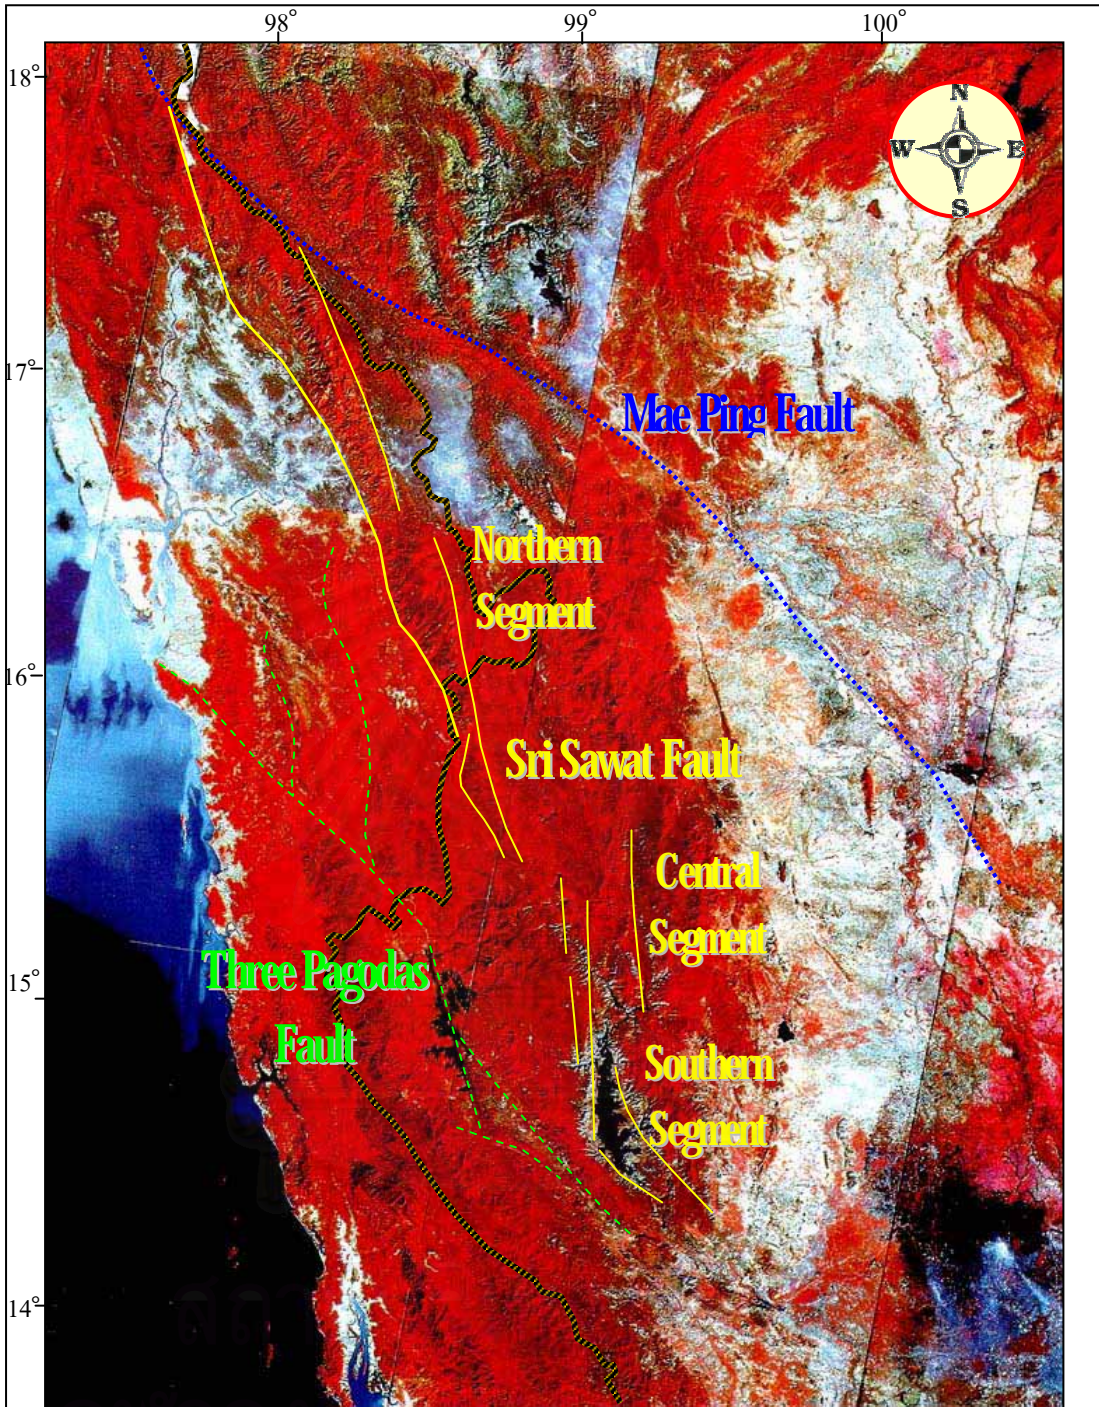 98° 99° 100°
18°
N
W E
S
17°
Mae Ping Fault
Northern
Segment
16°
Sri Sawat Fault
Central
Segment
Three Pagodas
15°
Fault
Southern
Segment
14°